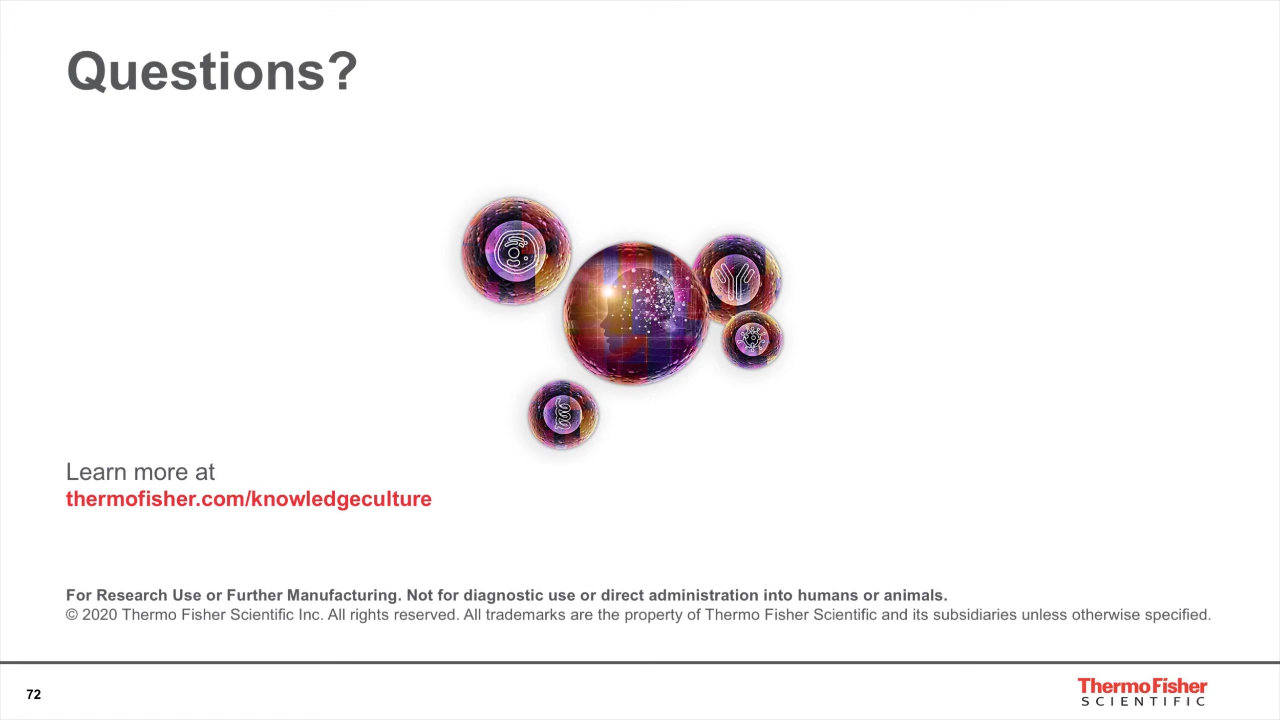 Questions?
Learn more at
thermofisher.com/knowledgeculture
For Research Use or Further Manufacturing. Not for diagnostic use or direct administration into humans or animals.
© 2020 Thermo Fisher Scientific Inc. All rights reserved. All trademarks are the property of Thermo Fisher Scientific and its subsidiaries unless otherwise specified.
72
ThermoFisher
SCIENTIFIC